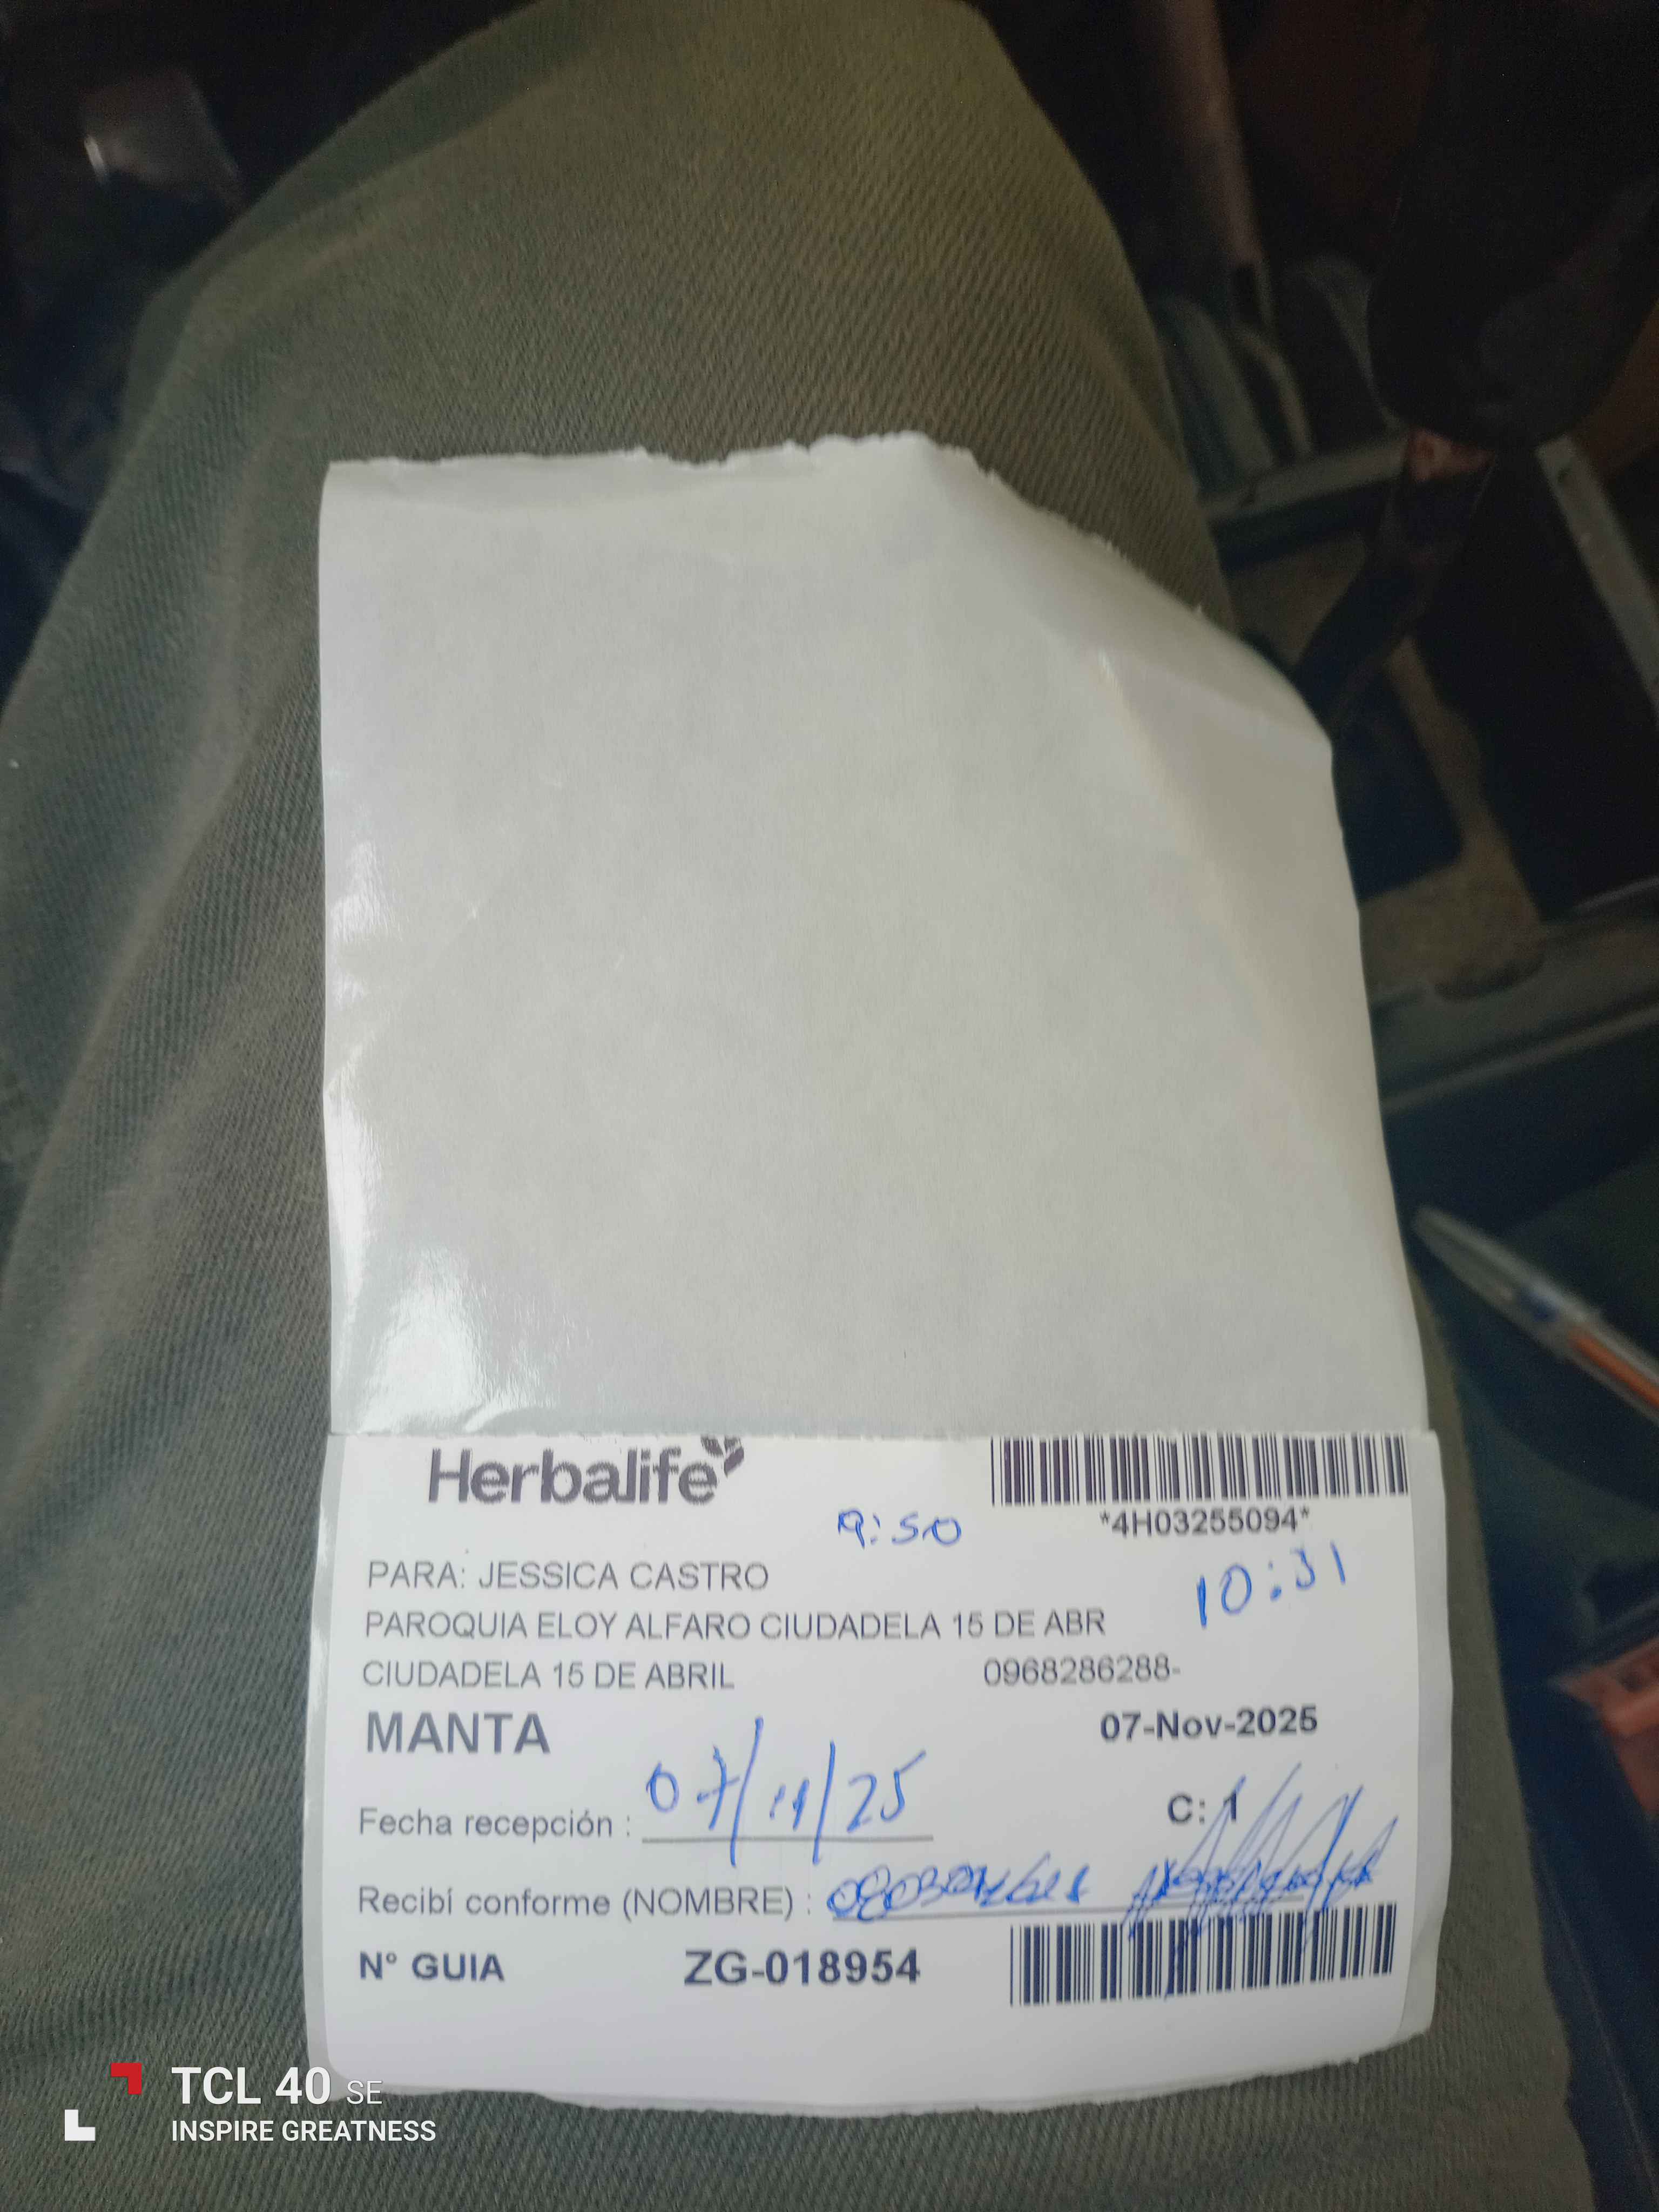 Herbalife
*4H03255094*
9:50
10:31
PARA: JESSICA CASTRO
PAROQUIA ELOY ALFARO CIUDADELA 15 DE ABR
CIUDADELA 15 DE ABRIL 0968286288-
MANTA 07-Nov-2025
Fecha recepción : 07/11/25 C: 1
Recibí conforme (NOMBRE) :
N° GUIA ZG-018954
TCL 40 SE
INSPIRE GREATNESS